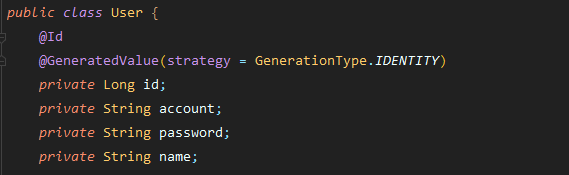 public class User {
@Id
@GeneratedValue(strategy = GenerationType.IDENTITY)
private Long id;
private String account;
private String password;
private String name;